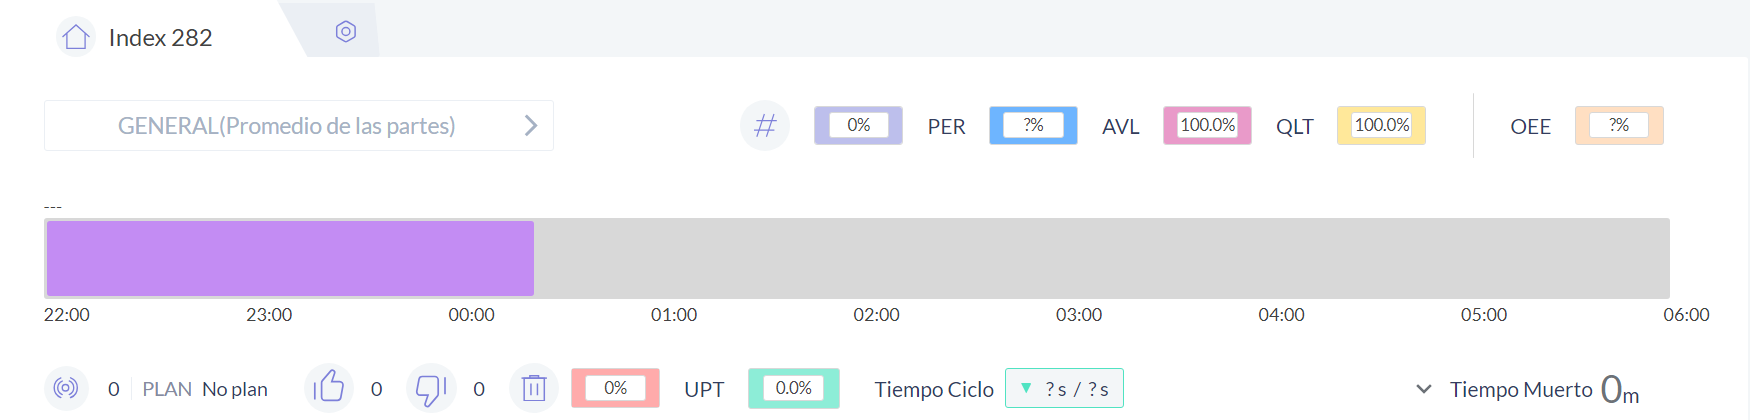 Index 282
GENERAL(Promedio de las partes)
# 0% PER ?% AVL 100.0% QLT 100.0% OEE ?%
---
22:00 23:00 00:00 01:00 02:00 03:00 04:00 05:00 06:00
0 PLAN No plan 0 0 0% UPT 0.0% Tiempo Ciclo ▼ ?s / ?s Tiempo Muerto 0m